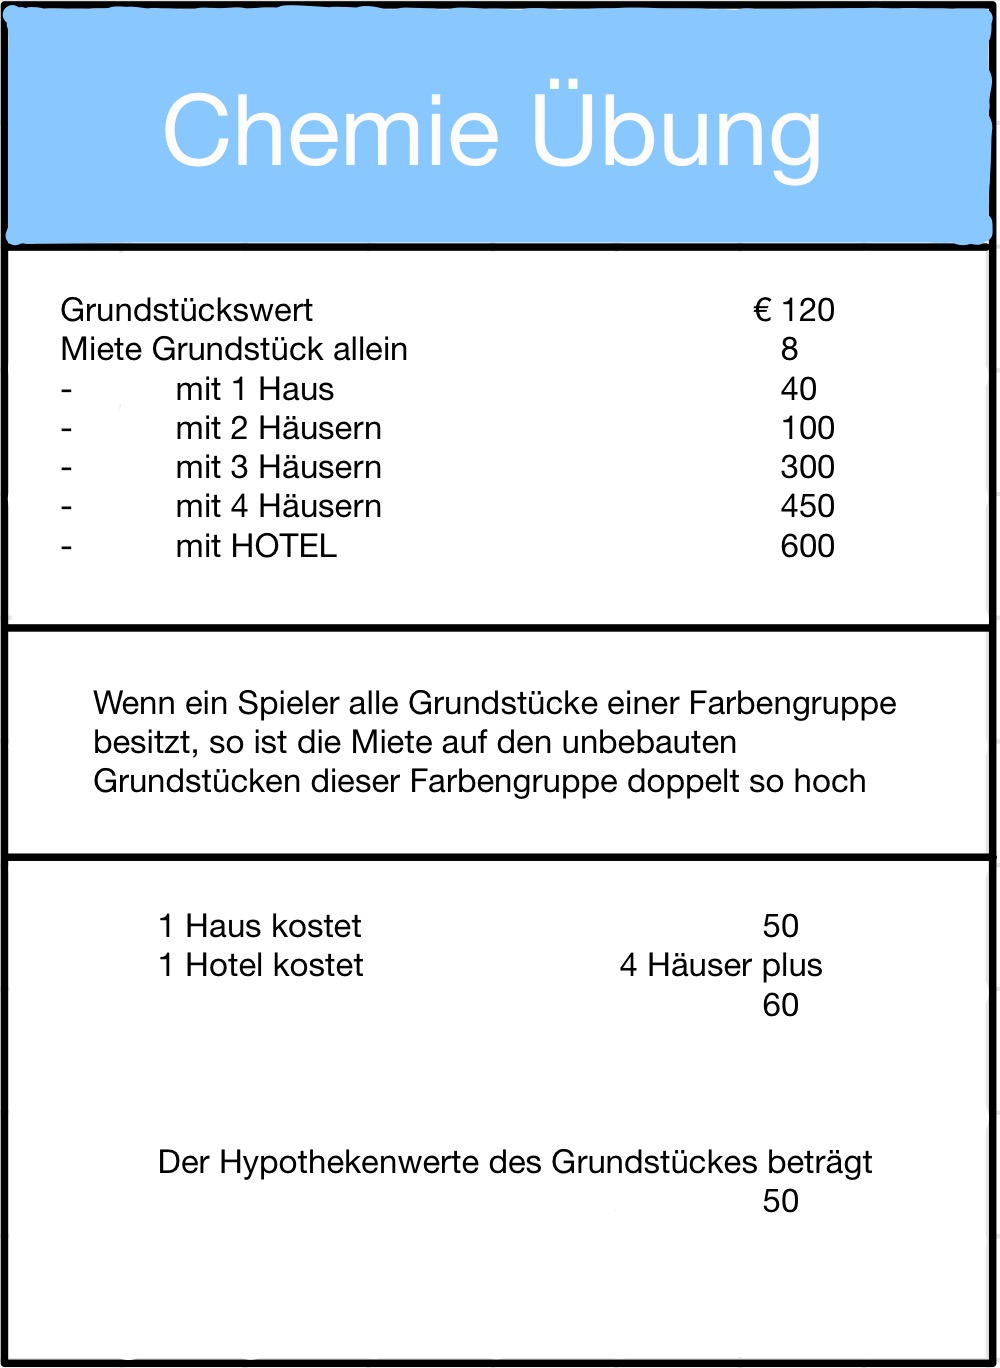 Chemie Übung
Grundstückswert € 120
Miete Grundstück allein 8
- mit 1 Haus 40
- mit 2 Häusern 100
- mit 3 Häusern 300
- mit 4 Häusern 450
- mit HOTEL 600
Wenn ein Spieler alle Grundstücke einer Farbengruppe
besitzt, so ist die Miete auf den unbebauten
Grundstücken dieser Farbengruppe doppelt so hoch
1 Haus kostet 50
1 Hotel kostet 4 Häuser plus
60
Der Hypothekenwerte des Grundstückes beträgt
50